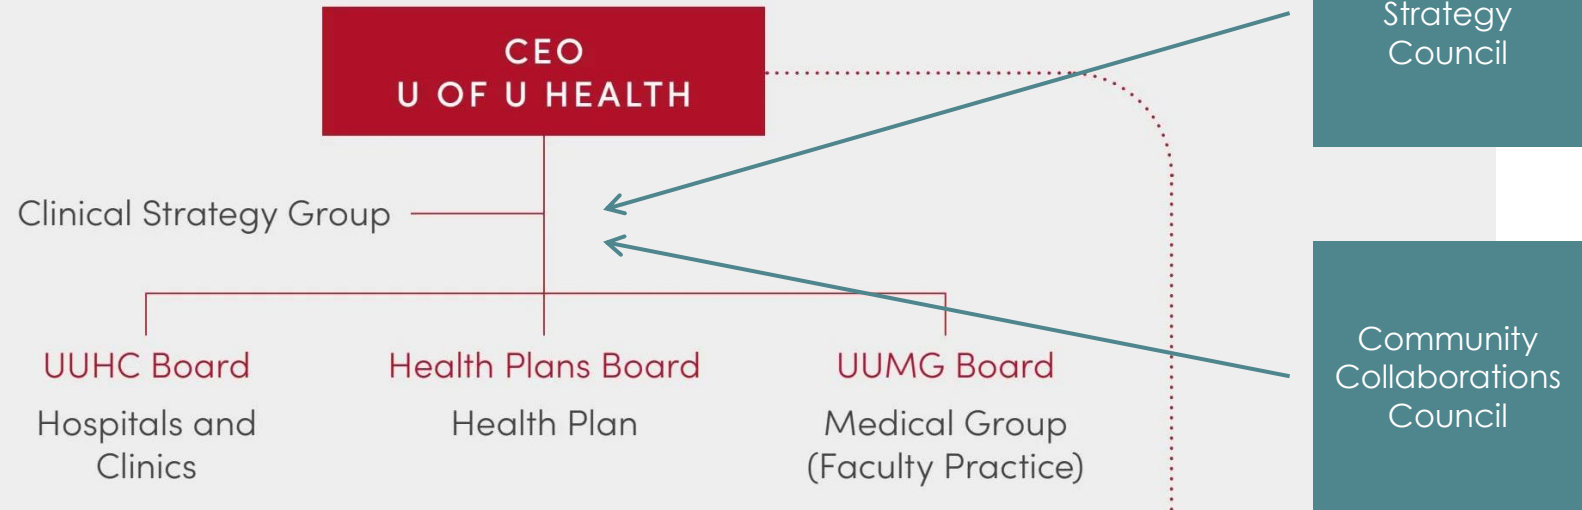 CEO
U OF U HEALTH
Strategy
Council
Clinical Strategy Group
UUHC Board
Hospitals and
Clinics
Health Plans Board
Health Plan
UUMG Board
Medical Group
(Faculty Practice)
Community
Collaborations
Council